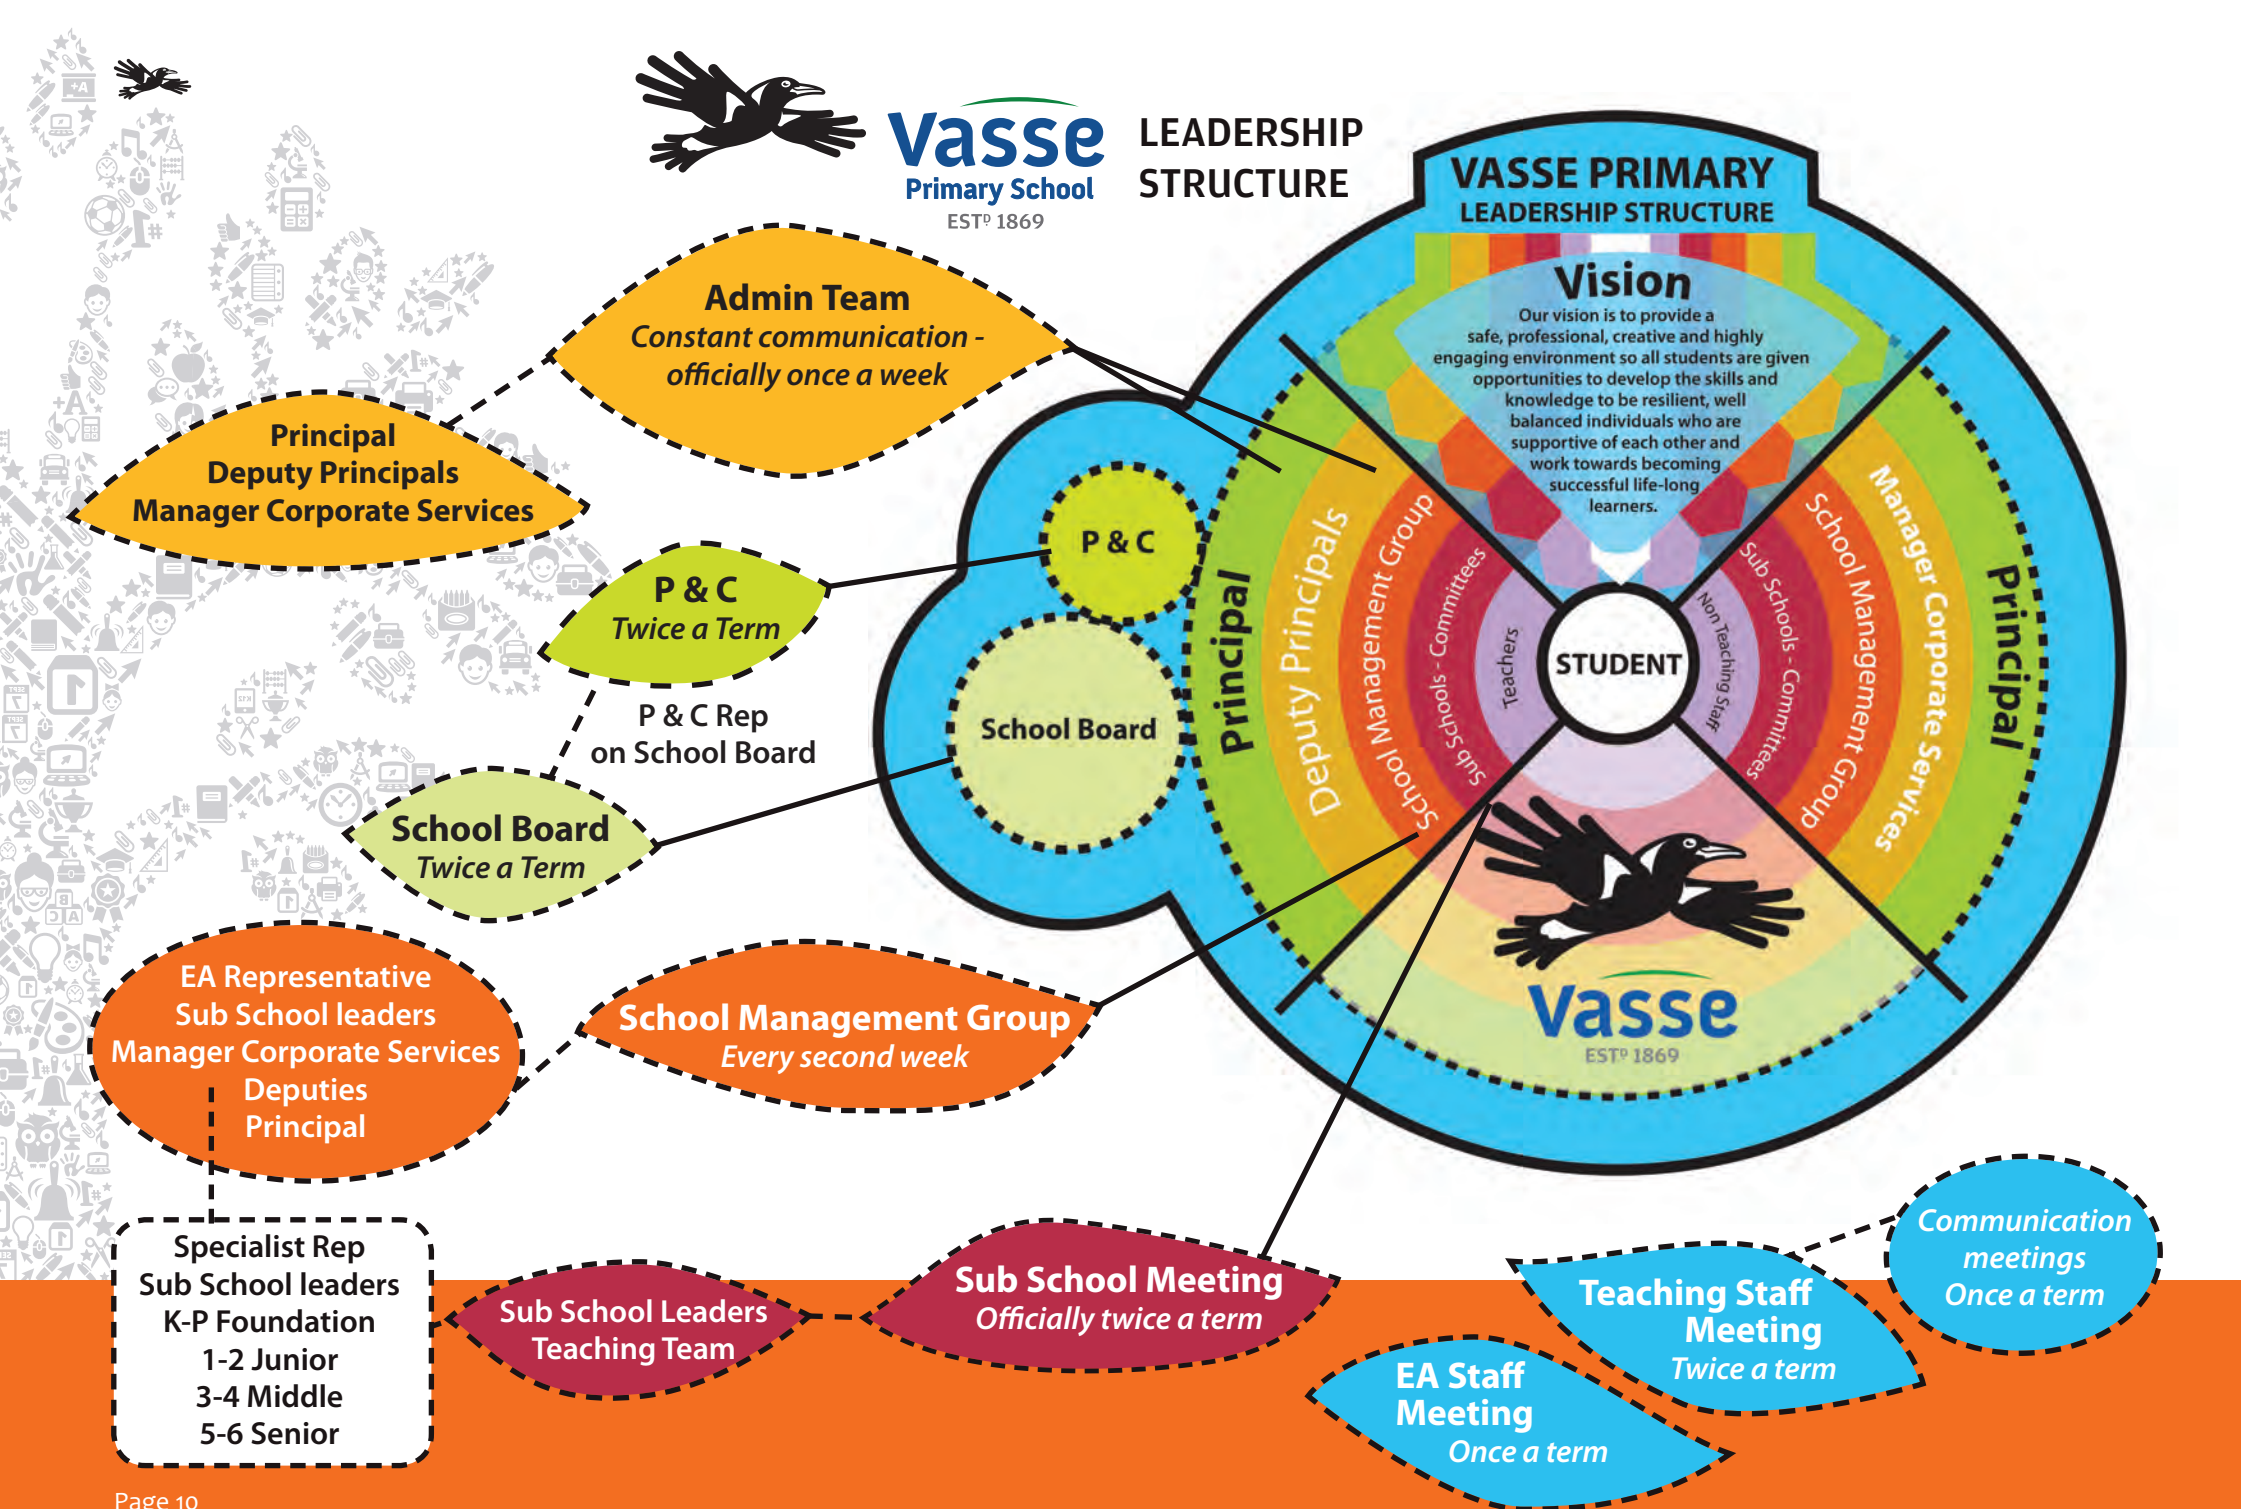 Vasse
Primary School
ESTD 1869
LEADERSHIP
STRUCTURE
VASSE PRIMARY
LEADERSHIP STRUCTURE
Vision
Our vision is to provide a
safe, professional, creative and highly
engaging environment so all students are given
opportunities to develop the skills and
knowledge to be resilient, well
balanced individuals who are
supportive of each other and
work towards becoming
successful life-long
learners.
Admin Team
Constant communication -
officially once a week
Principal
Deputy Principals
Manager Corporate Services
P & C
Twice a Term
P & C Rep
on School Board
School Board
Twice a Term
P & C
School Board
Principal
Deputy Principals
School Management Group
Sub Schools - Committees
Teachers
STUDENT
Non Teaching Staff
Sub Schools - Committees
School Management Group
Manager Corporate Services
Principal
Vasse
ESTD 1869
EA Representative
Sub School leaders
Manager Corporate Services
Deputies
Principal
School Management Group
Every second week
Specialist Rep
Sub School leaders
K-P Foundation
1-2 Junior
3-4 Middle
5-6 Senior
Sub School Leaders
Teaching Team
Sub School Meeting
Officially twice a term
EA Staff
Meeting
Once a term
Teaching Staff
Meeting
Twice a term
Communication
meetings
Once a term
Page 10